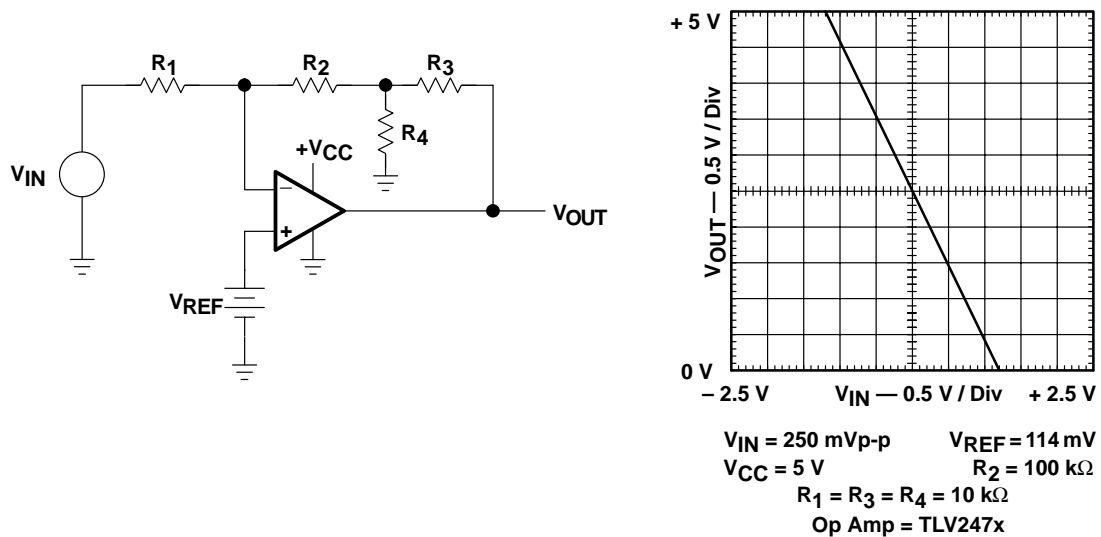 R1
R2
R3
R4
+VCC
VIN
−
+
VOUT
VREF
+ 5 V
VOUT — 0.5 V / Div
0 V
– 2.5 V
VIN — 0.5 V / Div
+ 2.5 V
VIN = 250 mVp-p
VREF = 114 mV
VCC = 5 V
R2 = 100 kΩ
R1 = R3 = R4 = 10 kΩ
Op Amp = TLV247x